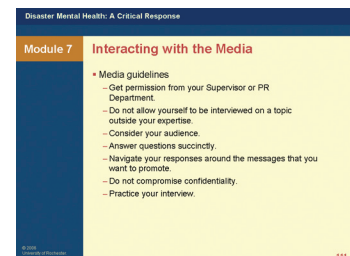 Disaster Mental Health: A Critical Response
Module 7
Interacting with the Media
• Media guidelines
– Get permission from your Supervisor or PR
Department.
– Do not allow yourself to be interviewed on a topic
outside your expertise.
– Consider your audience.
– Answer questions succinctly.
– Navigate your responses around the messages that you
want to promote.
– Do not compromise confidentiality.
– Practice your interview.
University of Rochester